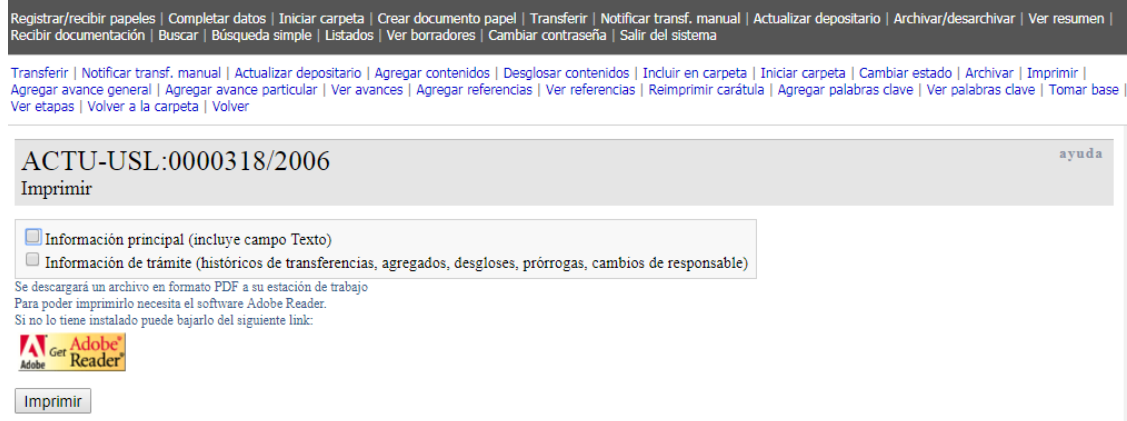 Registrar/recibir papeles | Completar datos | Iniciar carpeta | Crear documento papel | Transferir | Notificar transf. manual | Actualizar depositario | Archivar/desarchivar | Ver resumen |
Recibir documentación | Buscar | Búsqueda simple | Listados | Ver borradores | Cambiar contraseña | Salir del sistema
Transferir | Notificar transf. manual | Actualizar depositario | Agregar contenidos | Desglosar contenidos | Incluir en carpeta | Iniciar carpeta | Cambiar estado | Archivar | Imprimir |
Agregar avance general | Agregar avance particular | Ver avances | Agregar referencias | Ver referencias | Reimprimir carátula | Agregar palabras clave | Ver palabras clave | Tomar base |
Ver etapas | Volver a la carpeta | Volver
ACTU-USL:0000318/2006
ayuda
Imprimir
Información principal (incluye campo Texto)
Información de trámite (históricos de transferencias, agregados, desgloses, prórrogas, cambios de responsable)
Se descargará un archivo en formato PDF a su estación de trabajo
Para poder imprimirlo necesita el software Adobe Reader.
Si no lo tiene instalado puede bajarlo del siguiente link:
Adobe Get Adobe® Reader®
Imprimir